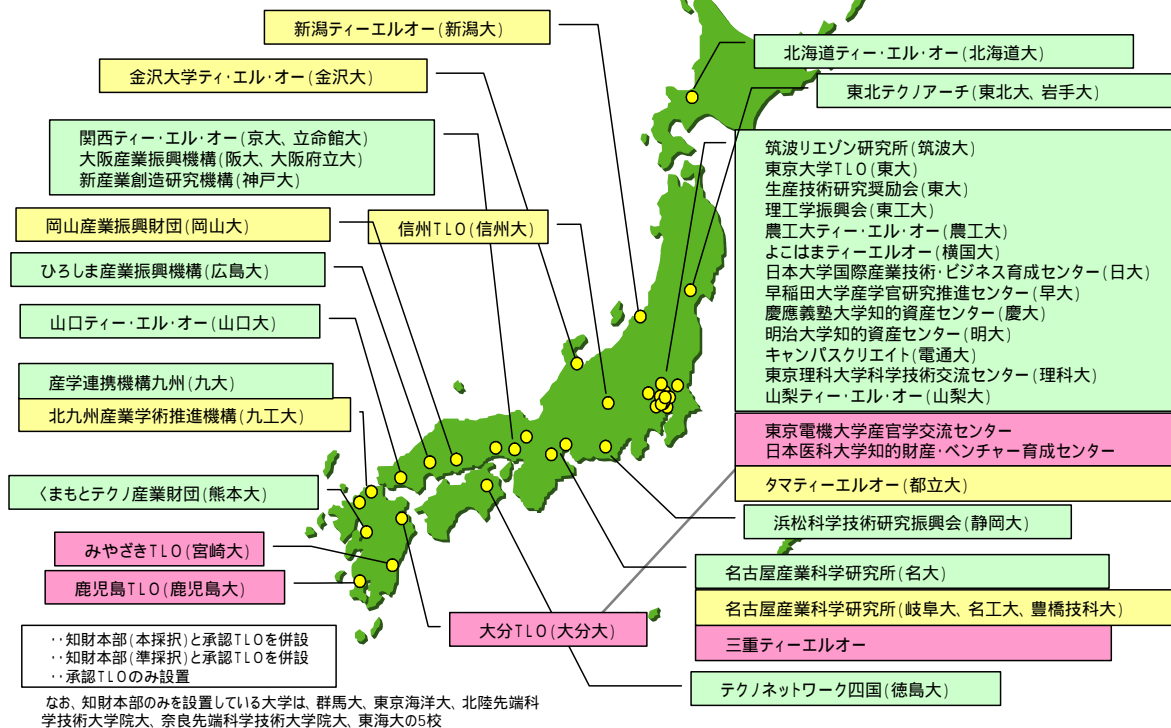 新潟ティーエルオー(新潟大)
金沢大学ティ・エル・オー(金沢大)
関西ティー・エル・オー(京大、立命館大)
大阪産業振興機構(阪大、大阪府立大)
新産業創造研究機構(神戸大)
岡山産業振興財団(岡山大)
信州TLO(信州大)
ひろしま産業振興機構(広島大)
山口ティー・エル・オー(山口大)
産学連携機構九州(九大)
北九州産業学術推進機構(九工大)
くまもとテクノ産業財団(熊本大)
みやざきTLO(宮崎大)
鹿児島TLO(鹿児島大)
大分TLO(大分大)
北海道ティー・エル・オー(北海道大)
東北テクノアーチ(東北大、岩手大)
筑波リエゾン研究所(筑波大)
東京大学TLO(東大)
生産技術研究奨励会(東大)
理工学振興会(東工大)
農工大ティー・エル・オー(農工大)
よこはまティーエルオー(横国大)
日本大学国際産業技術・ビジネス育成センター(日大)
早稲田大学産学官研究推進センター(早大)
慶應義塾大学知的資産センター(慶大)
明治大学知的資産センター(明大)
キャンパスクリエイト(電通大)
東京理科大学科学技術交流センター(理科大)
山梨ティー・エル・オー(山梨大)
東京電機大学産官学交流センター
日本医科大学知的財産・ベンチャー育成センター
タマティーエルオー(都立大)
浜松科学技術研究振興会(静岡大)
名古屋産業科学研究所(名大)
名古屋産業科学研究所(岐阜大、名工大、豊橋技科大)
三重ティーエルオー
テクノネットワーク四国(徳島大)
‥知財本部(本採択)と承認TLOを併設
‥知財本部(準採択)と承認TLOを併設
‥承認TLOのみ設置
なお、知財本部のみを設置している大学は、群馬大、東京海洋大、北陸先端科
学技術大学院大、奈良先端科学技術大学院大、東海大の5校